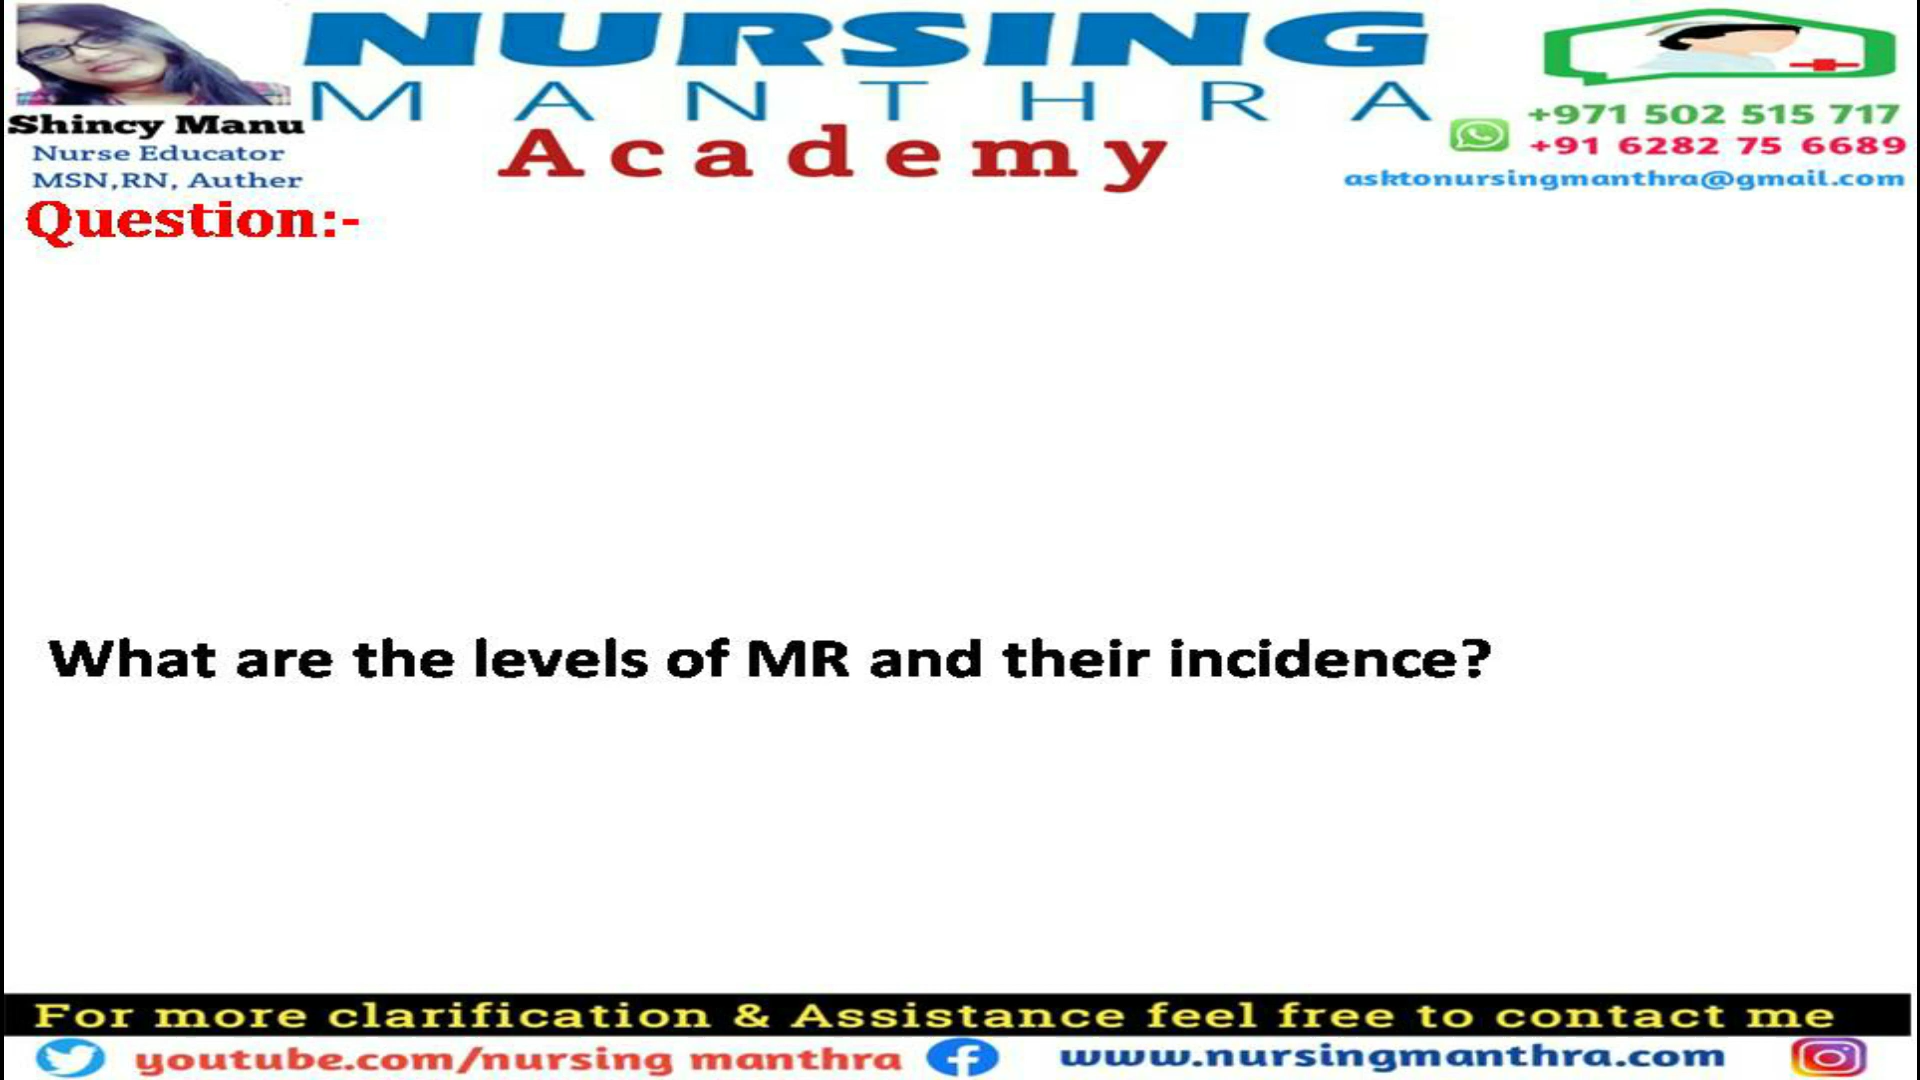 NURSING
MANTHRA
Academy
Shincy Manu
Nurse Educator
MSN,RN, Auther
+971 502 515 717
+91 6282 75 6689
asktonursingmanthra@gmail.com
Question:-
What are the levels of MR and their incidence?
For more clarification & Assistance feel free to contact me
youtube.com/nursing manthra
www.nursingmanthra.com